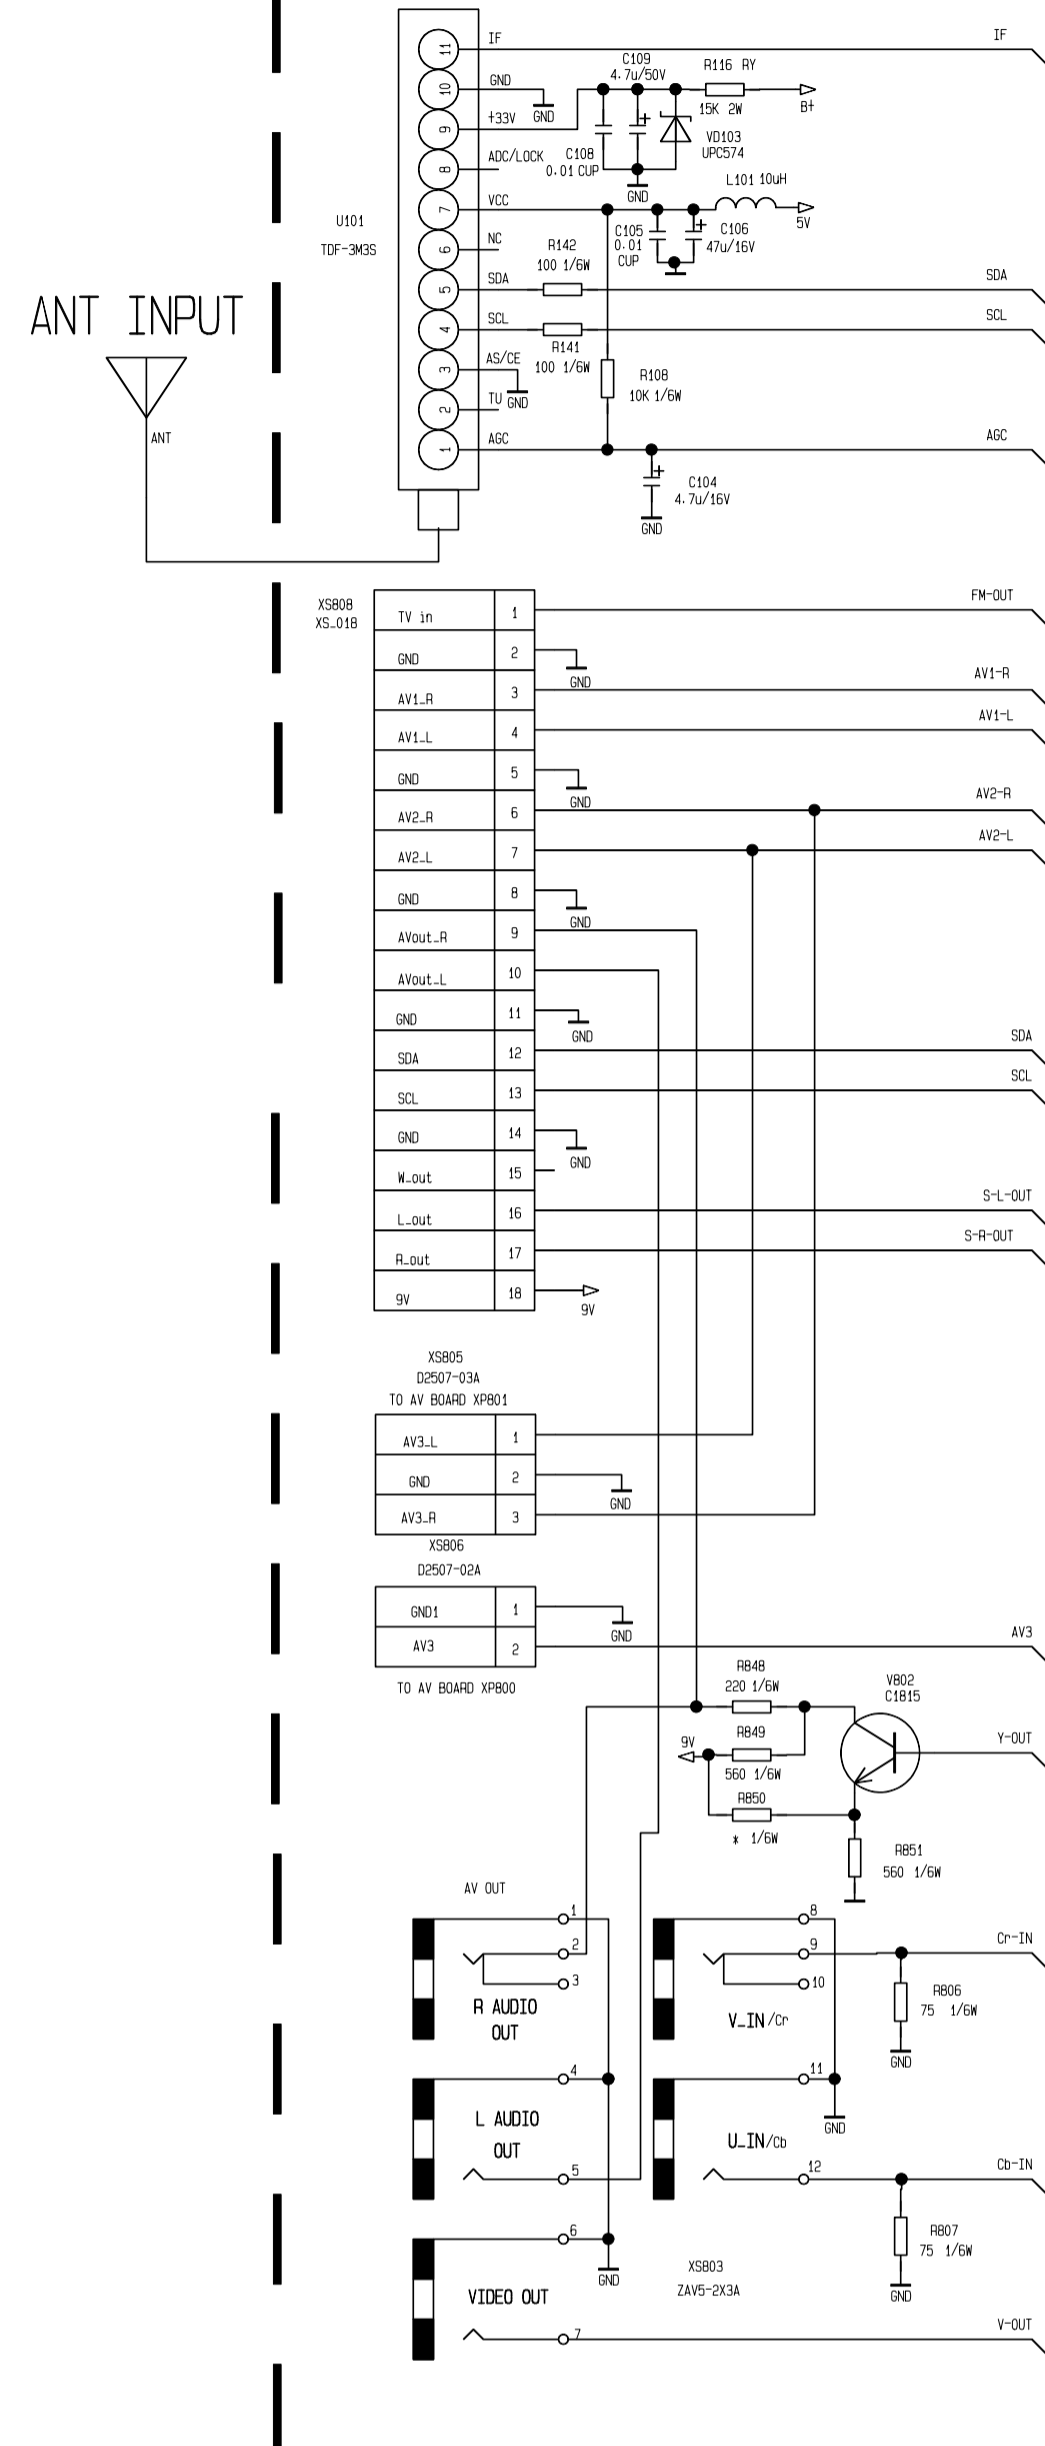 ANT INPUT
ANT
U101
TDF-3M3S
11 IF
10 GND
GND
9 +33V
8 ADC/LOCK
7 VCC
6 NC
5 SDA
4 SCL
3 AS/CE
GND
2 TU
1 AGC
IF
C109
4.7u/50V
R116 RY
15K 2W
B+
C108
0.01 CUP
VD103
UPC574
GND
L101 10uH
5V
C105
0.01
CUP
C106
47u/16V
R142
100 1/6W
SDA
SCL
R141
100 1/6W
R108
10K 1/6W
AGC
C104
4.7u/16V
GND
XS808
XS_018
TV in 1
FM-OUT
GND 2
GND
AV1_R 3
AV1-R
AV1_L 4
AV1-L
GND 5
GND
AV2_R 6
AV2-R
AV2_L 7
AV2-L
GND 8
GND
AVout_R 9
AVout_L 10
GND 11
GND
SDA 12
SDA
SCL 13
SCL
GND 14
GND
W_out 15
L_out 16
S-L-OUT
R_out 17
S-R-OUT
9V 18
9V
XS805
D2507-03A
TO AV BOARD XP801
AV3_L 1
GND 2
GND
AV3_R 3
XS806
D2507-02A
GND1 1
GND
AV3 2
AV3
TO AV BOARD XP800
R848
220 1/6W
V802
C1815
9V
R849
560 1/6W
Y-OUT
R850
* 1/6W
R851
560 1/6W
AV OUT
1
2
3
R AUDIO
OUT
8
9
10
V_IN/Cr
Cr-IN
R806
75 1/6W
GND
4
L AUDIO
OUT
5
11
GND
U_IN/Cb
12
Cb-IN
R807
75 1/6W
GND
6
GND
VIDEO OUT
7
XS803
ZAV5-2X3A
V-OUT